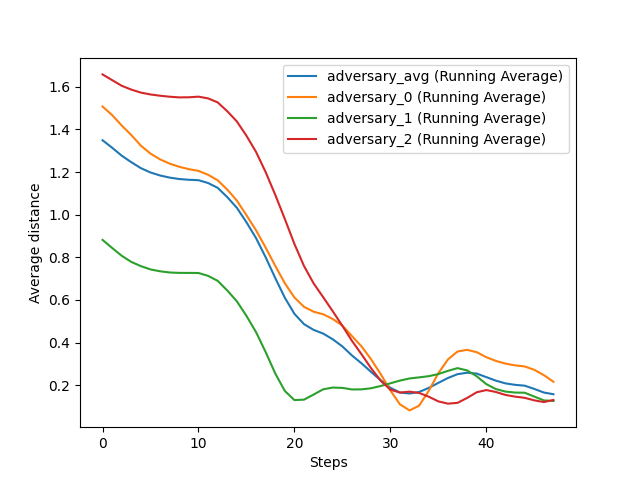 adversary_avg (Running Average)
adversary_0 (Running Average)
adversary_1 (Running Average)
adversary_2 (Running Average)
Average distance
1.6
1.4
1.2
1.0
0.8
0.6
0.4
0.2
0 10 20 30 40
Steps